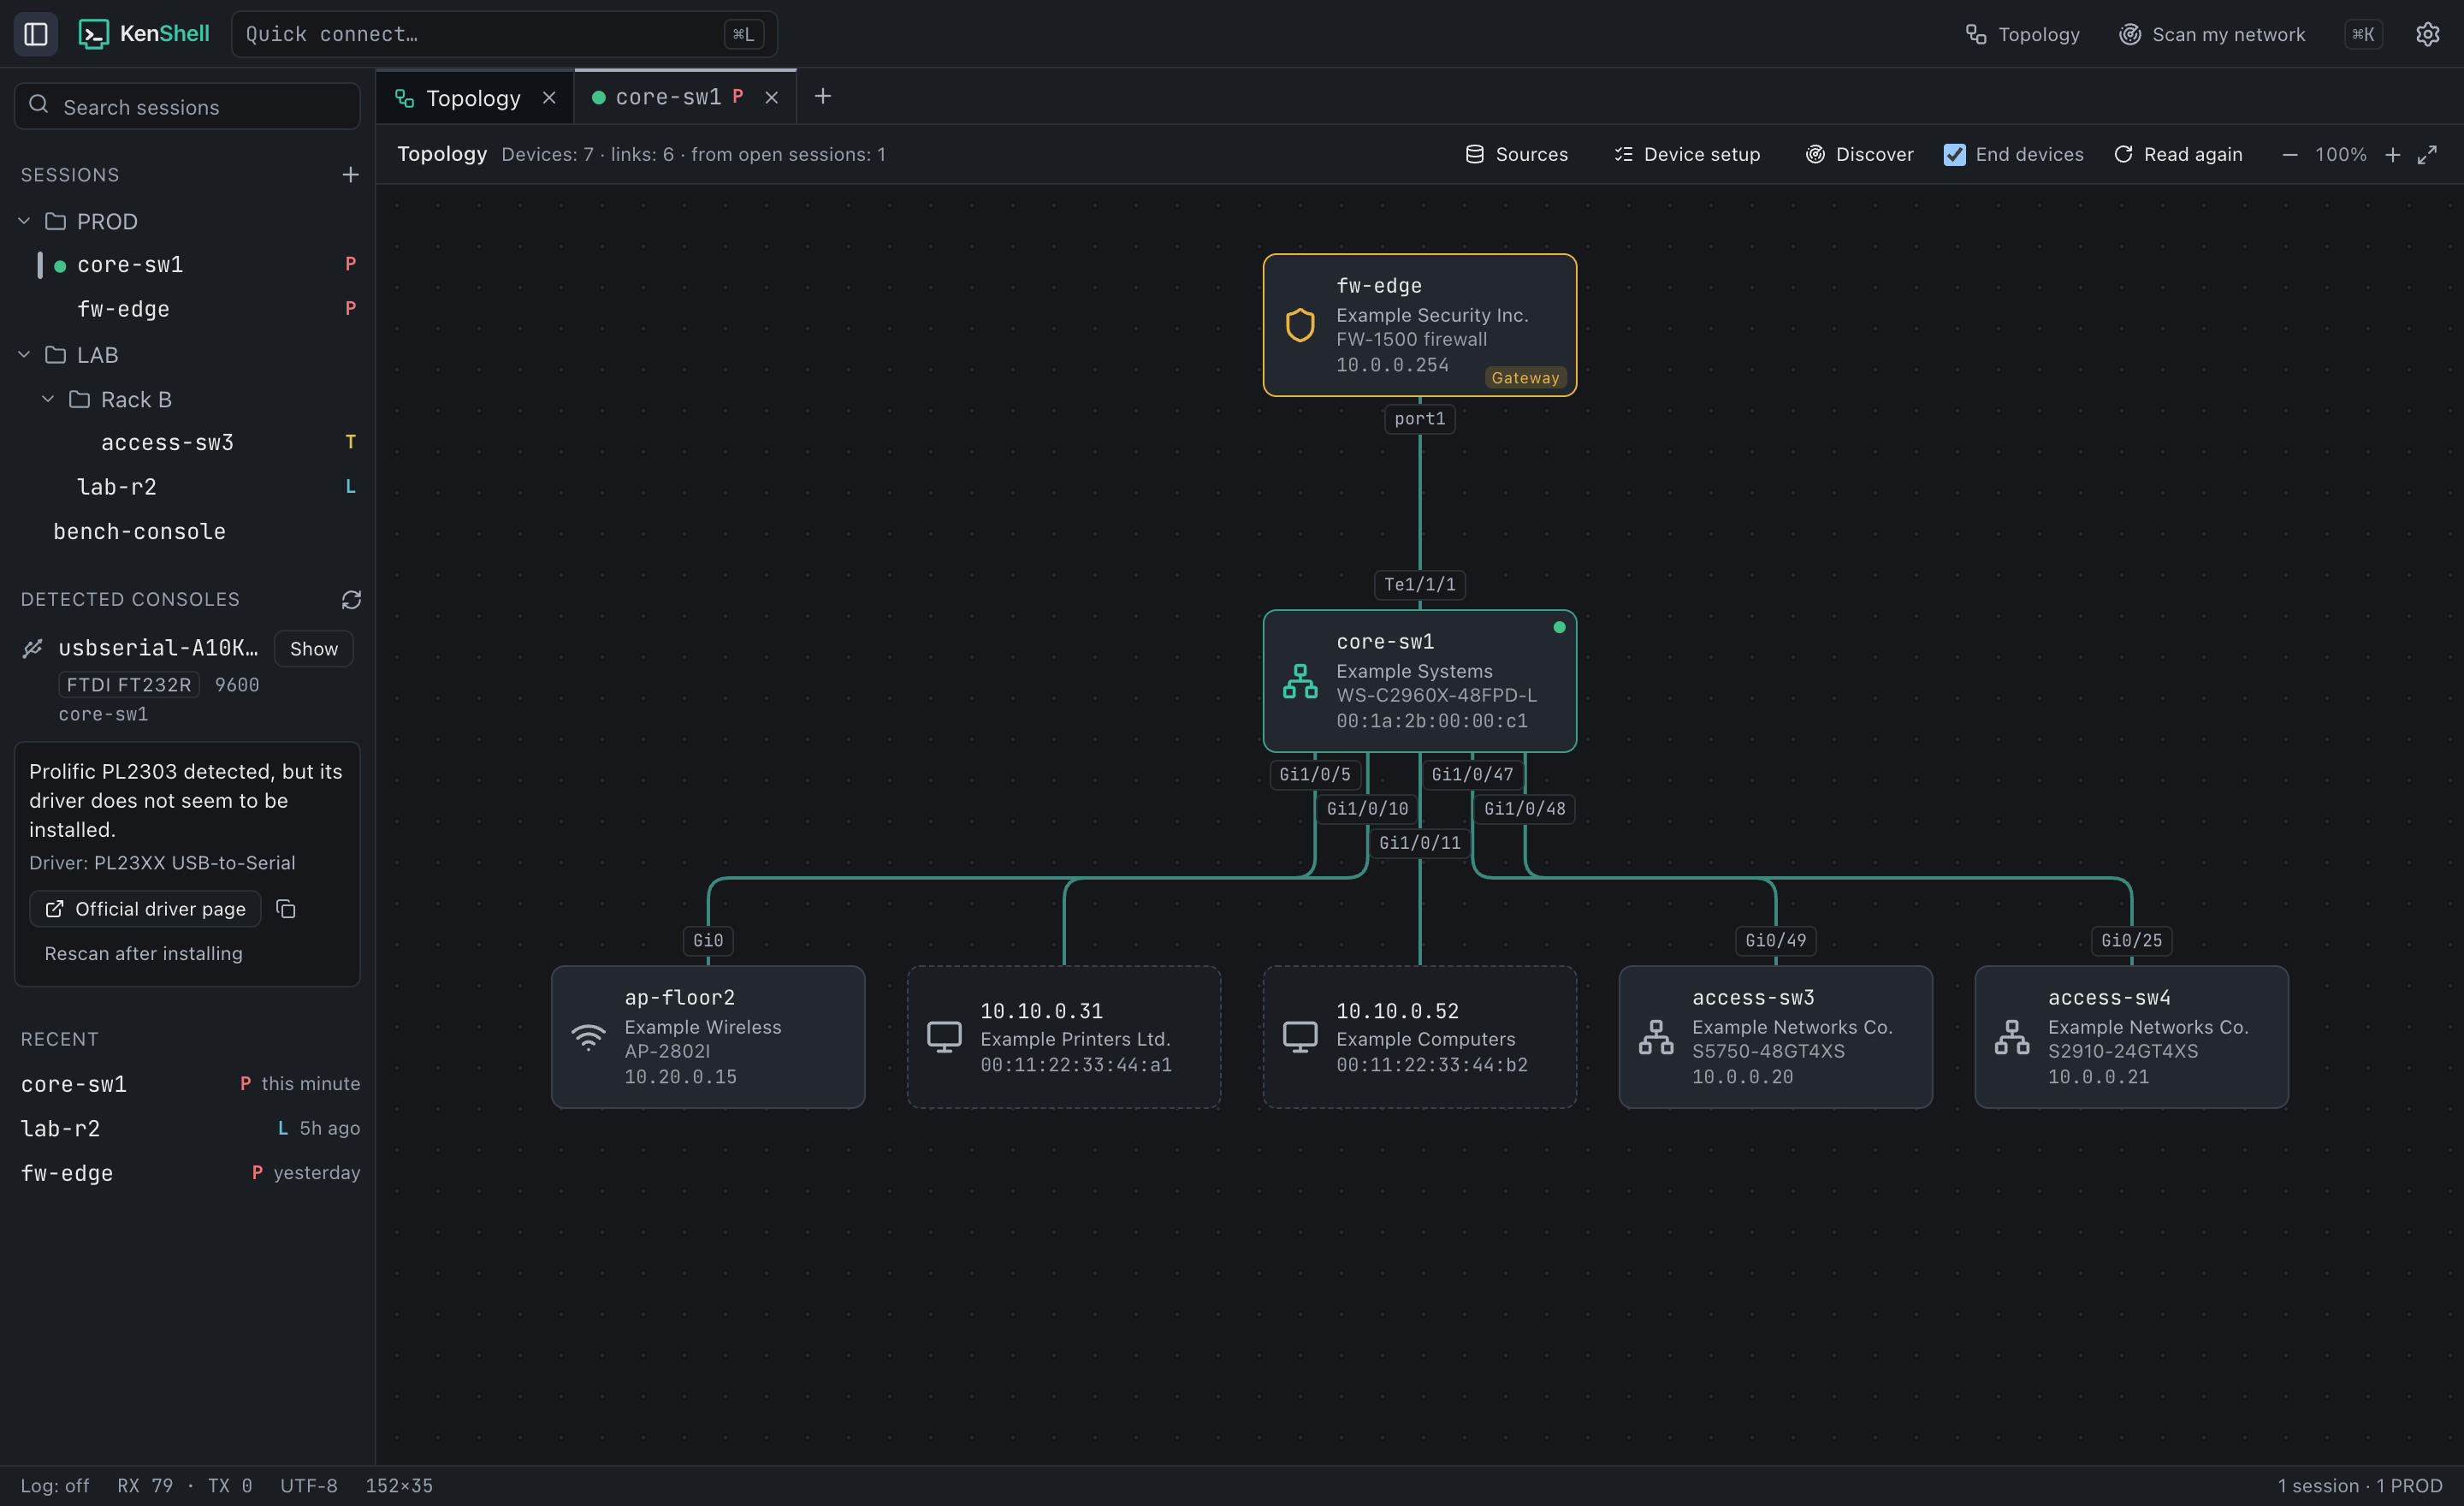 KenShell
Quick connect…
⌘L
Topology
Scan my network
⌘K
Search sessions
SESSIONS
PROD
core-sw1 P
fw-edge P
LAB
Rack B
access-sw3 T
lab-r2 L
bench-console
DETECTED CONSOLES
usbserial-A10K… Show
FTDI FT232R 9600
core-sw1
Prolific PL2303 detected, but its
driver does not seem to be
installed.
Driver: PL23XX USB-to-Serial
Official driver page
Rescan after installing
RECENT
core-sw1 P this minute
lab-r2 L 5h ago
fw-edge P yesterday
Topology
core-sw1 P
Topology Devices: 7 · links: 6 · from open sessions: 1
Sources
Device setup
Discover
End devices
Read again
100%
fw-edge
Example Security Inc.
FW-1500 firewall
10.0.0.254
Gateway
port1
Te1/1/1
core-sw1
Example Systems
WS-C2960X-48FPD-L
00:1a:2b:00:00:c1
Gi1/0/5
Gi1/0/47
Gi1/0/10
Gi1/0/48
Gi1/0/11
Gi0
Gi0/49
Gi0/25
ap-floor2
Example Wireless
AP-2802I
10.20.0.15
10.10.0.31
Example Printers Ltd.
00:11:22:33:44:a1
10.10.0.52
Example Computers
00:11:22:33:44:b2
access-sw3
Example Networks Co.
S5750-48GT4XS
10.0.0.20
access-sw4
Example Networks Co.
S2910-24GT4XS
10.0.0.21
Log: off RX 79 · TX 0 UTF-8 152×35
1 session · 1 PROD